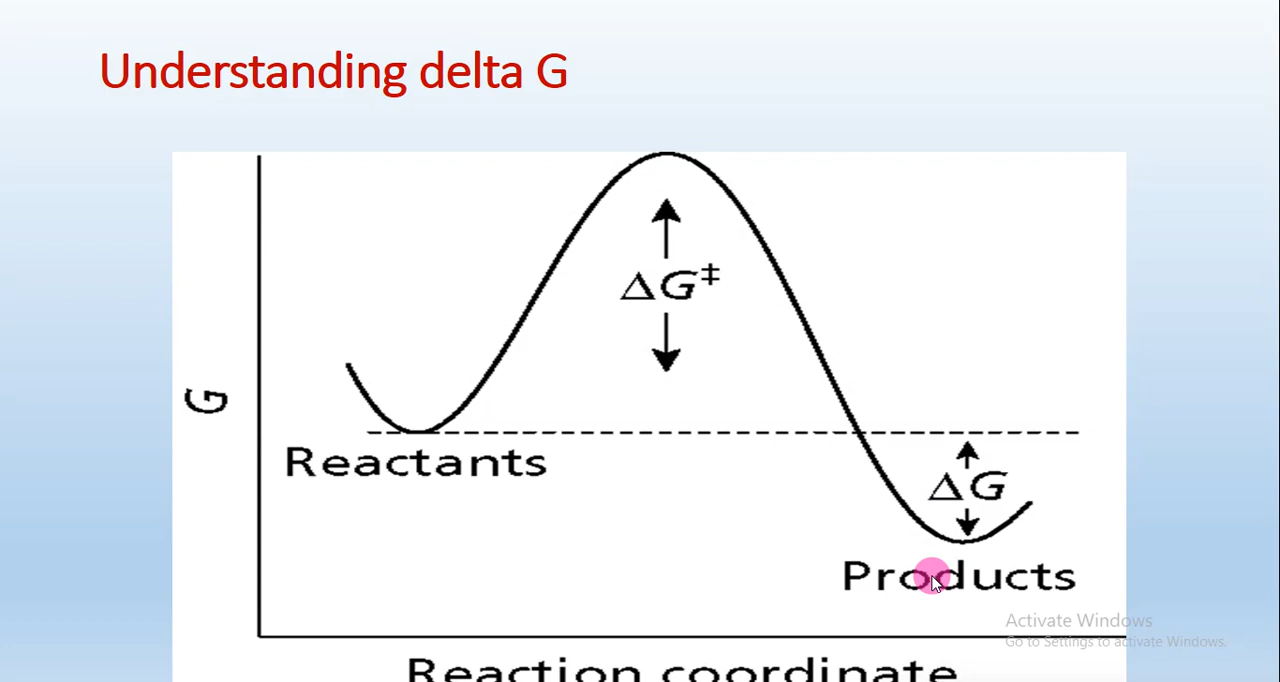 Understanding delta G
ΔG‡
G
Reactants
ΔG
Products
Activate Windows
Go to Settings to activate Windows.
Reaction coordinate